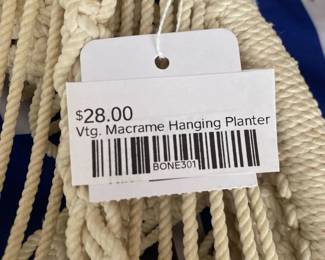 $28.00
Vtg. Macrame Hanging Planter
BONE301